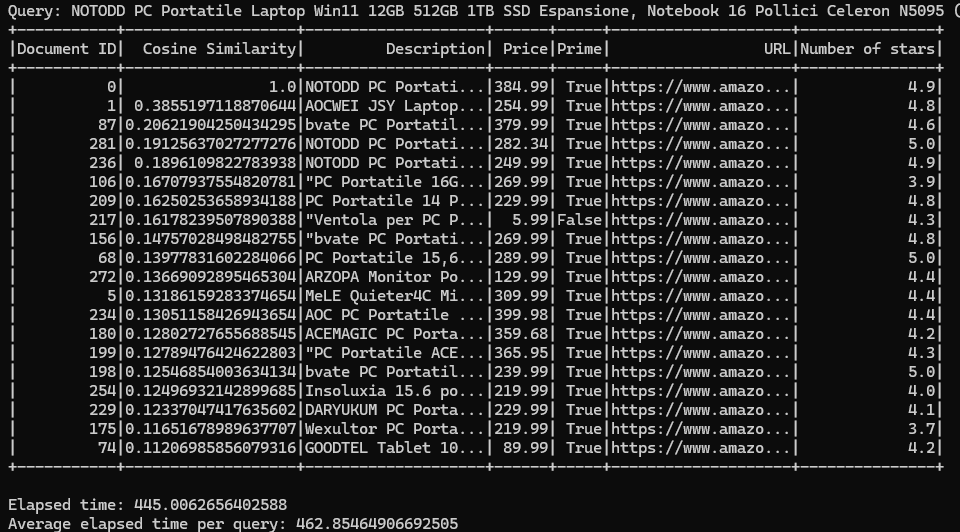 Query: NOTODD PC Portatile Laptop Win11 12GB 512GB 1TB SSD Espansione, Notebook 16 Pollici Celeron N5095 (
+-----------+------------------+--------------------+------+-----+--------------------+---------------+
|Document ID| Cosine Similarity| Description| Price|Prime| URL|Number of stars|
+-----------+------------------+--------------------+------+-----+--------------------+---------------+
| 0| 1.0|NOTODD PC Portati...|384.99| True|https://www.amazo...| 4.9|
| 1| 0.3855197118870644|AOCWEI JSY Laptop...|254.99| True|https://www.amazo...| 4.8|
| 87|0.20621904250434295|bvate PC Portatil...|379.99| True|https://www.amazo...| 4.6|
| 281|0.19125637027277276|NOTODD PC Portati...|282.34| True|https://www.amazo...| 5.0|
| 236| 0.1896109822783938|NOTODD PC Portati...|249.99| True|https://www.amazo...| 4.9|
| 106|0.16707937554820781|"PC Portatile 16G...|269.99| True|https://www.amazo...| 3.9|
| 209|0.16250253658934188|PC Portatile 14 P...|229.99| True|https://www.amazo...| 4.8|
| 217|0.16178239507890388|"Ventola per PC P...| 5.99|False|https://www.amazo...| 4.3|
| 156|0.14757028498482755|"bvate PC Portati...|269.99| True|https://www.amazo...| 4.8|
| 68|0.13977831602284066|PC Portatile 15,6...|289.99| True|https://www.amazo...| 5.0|
| 272|0.13669092895465304|ARZOPA Monitor Po...|129.99| True|https://www.amazo...| 4.4|
| 5|0.13186159283374654|MeLE Quieter4C Mi...|309.99| True|https://www.amazo...| 4.4|
| 234|0.13051158426943654|AOC PC Portatile ...|399.98| True|https://www.amazo...| 4.4|
| 180|0.128027276556885​45|ACEMAGIC PC Porta...|359.68| True|https://www.amazo...| 4.2|
| 199|0.12789476424622803|"PC Portatile ACE...|365.95| True|https://www.amazo...| 4.3|
| 198|0.12546854003634134|bvate PC Portatil...|239.99| True|https://www.amazo...| 5.0|
| 254|0.12496932142899685|Insoluxia 15.6 po...|219.99| True|https://www.amazo...| 4.0|
| 229|0.12337047417635602|DARYUKUM PC Porta...|229.99| True|https://www.amazo...| 4.1|
| 175|0.11651678989637707|Wexultor PC Porta...|219.99| True|https://www.amazo...| 3.7|
| 74|0.11206985856079316|GOODTEL Tablet 10...| 89.99| True|https://www.amazo...| 4.2|
+-----------+------------------+--------------------+------+-----+--------------------+---------------+
Elapsed time: 445.0062656402588
Average elapsed time per query: 462.85464906692505